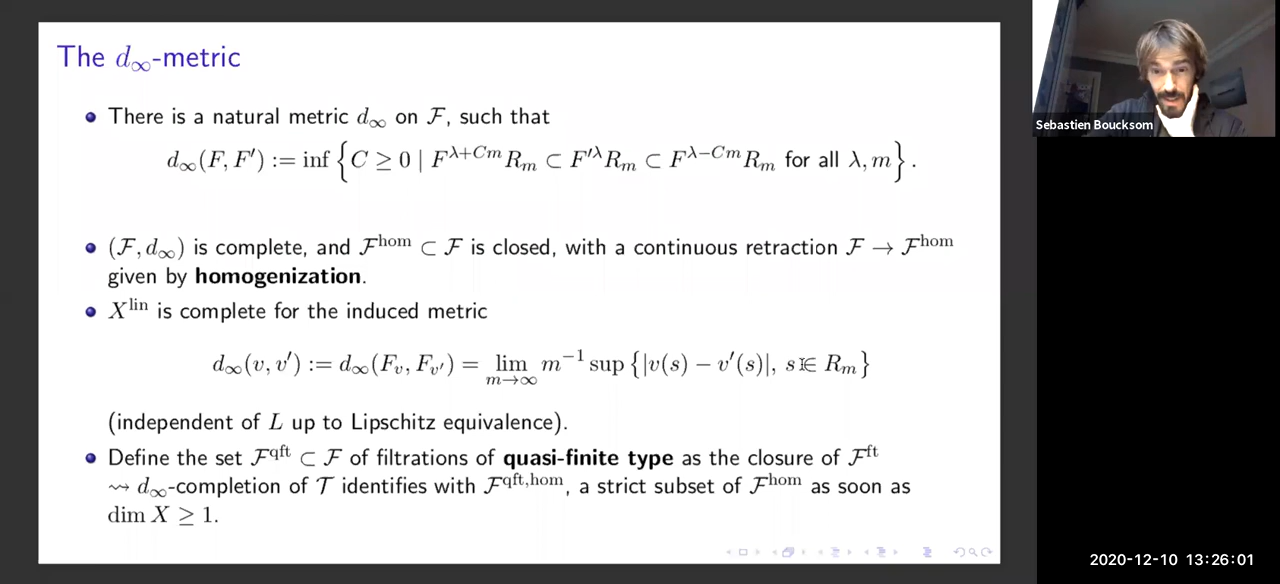 The d∞-metric
There is a natural metric d∞ on ℱ, such that
d∞(F, F′) := inf {C ≥ 0 | F^{λ+Cm}R_m ⊂ F′^λ R_m ⊂ F^{λ−Cm}R_m for all λ, m}.
(ℱ, d∞) is complete, and ℱ^hom ⊂ ℱ is closed, with a continuous retraction ℱ → ℱ^hom
given by homogenization.
X^lin is complete for the induced metric
d∞(v, v′) := d∞(F_v, F_{v′}) = lim_{m→∞} m^{−1} sup {|v(s) − v′(s)|, s ∈ R_m}
(independent of L up to Lipschitz equivalence).
Define the set ℱ^qft ⊂ ℱ of filtrations of quasi-finite type as the closure of ℱ^ft
⇝ d∞-completion of 𝒯 identifies with ℱ^{qft,hom}, a strict subset of ℱ^hom as soon as
dim X ≥ 1.
Sebastien Boucksom
2020-12-10 13:26:01